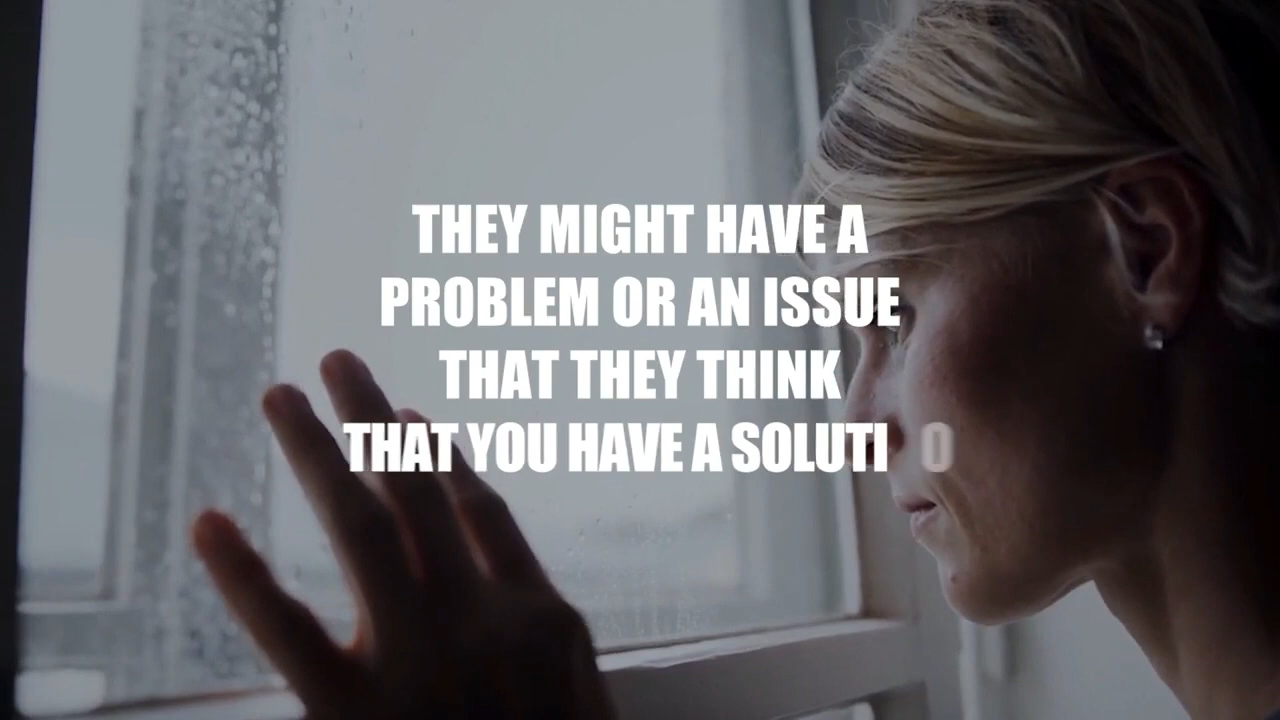 THEY MIGHT HAVE A
PROBLEM OR AN ISSUE
THAT THEY THINK
THAT YOU HAVE A SOLUTI O